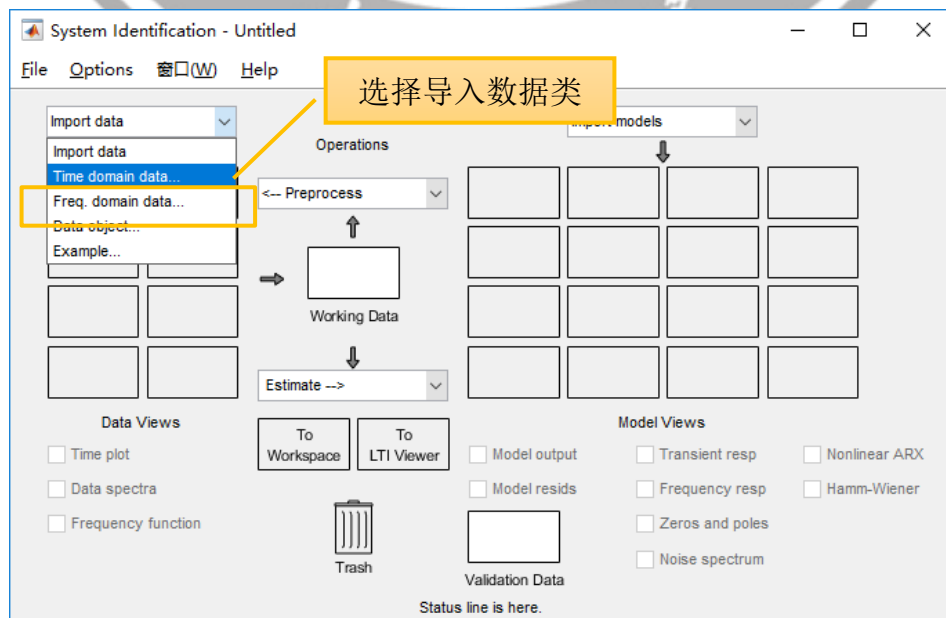 System Identification - Untitled
File Options 窗口(W) Help
选择导入数据类
Import data
Import models
Import data
Time domain data...
Freq. domain data...
Data object...
Example...
Operations
<-- Preprocess
Working Data
Estimate -->
Data Views
Time plot
Data spectra
Frequency function
To
Workspace
To
LTI Viewer
Trash
Model Views
Model output
Model resids
Transient resp
Frequency resp
Zeros and poles
Noise spectrum
Nonlinear ARX
Hamm-Wiener
Validation Data
Status line is here.